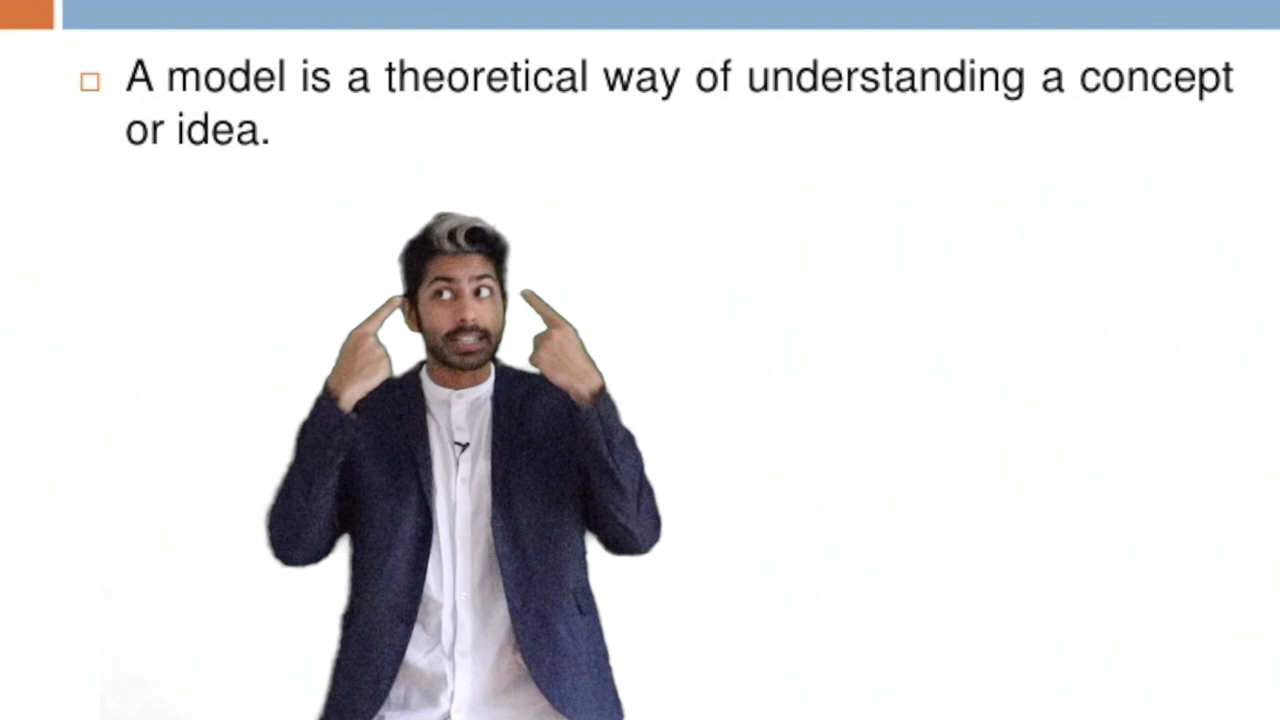 A model is a theoretical way of understanding a concept
or idea.